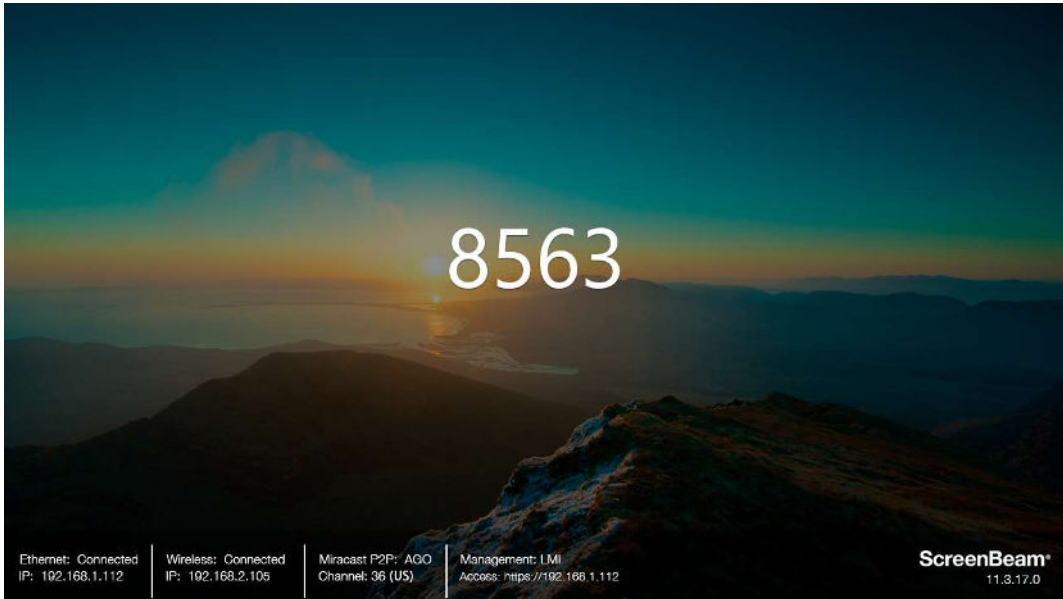 8563
Ethernet: Connected
IP: 192.168.1.112
Wireless: Connected
IP: 192.168.2.105
Miracast P2P: AGO
Channel: 36 (US)
Management: LMI
Access: https://192.168.1.112
ScreenBeam®
11.3.17.0